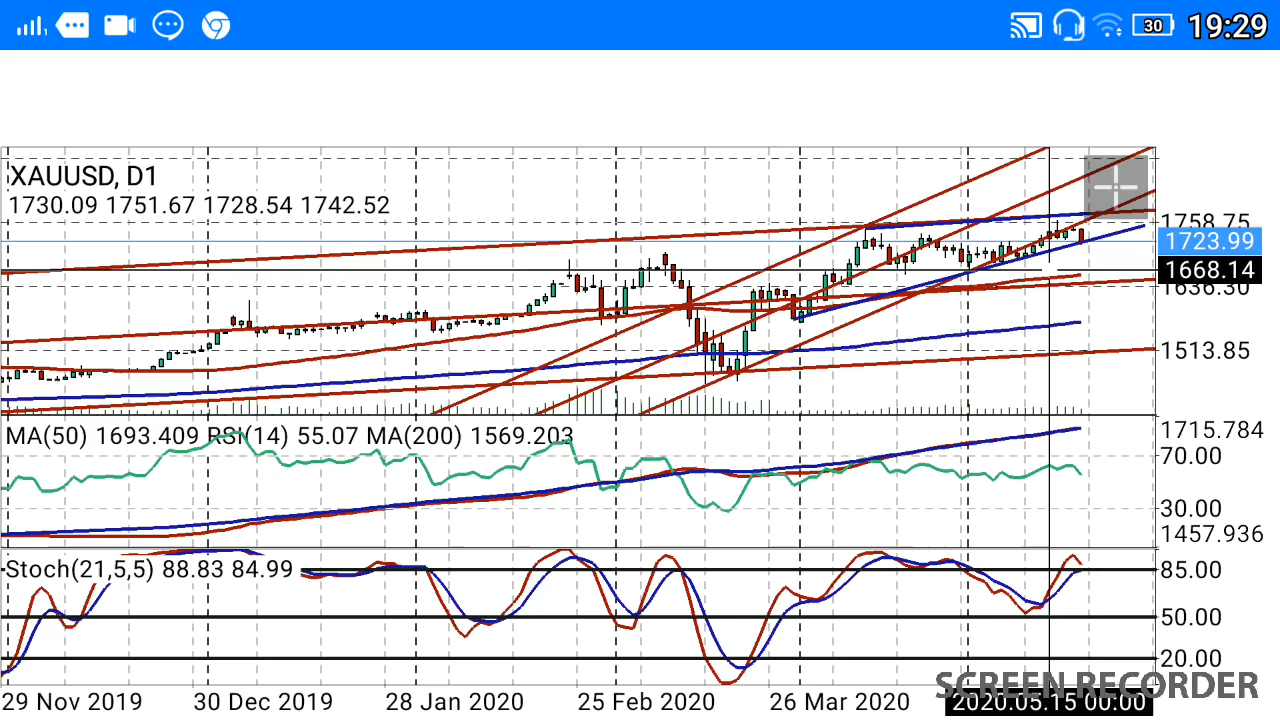 30 19:29
XAUUSD, D1
1730.09 1751.67 1728.54 1742.52
1758.75
1723.99
1668.14
1636.30
1513.85
MA(50) 1693.409 RSI(14) 55.07 MA(200) 1569.203
1715.784
70.00
30.00
1457.936
Stoch(21,5,5) 88.83 84.99
85.00
50.00
20.00
SCREEN RECORDER
29 Nov 2019 30 Dec 2019 28 Jan 2020 25 Feb 2020 26 Mar 2020 2020.05.15 00:00